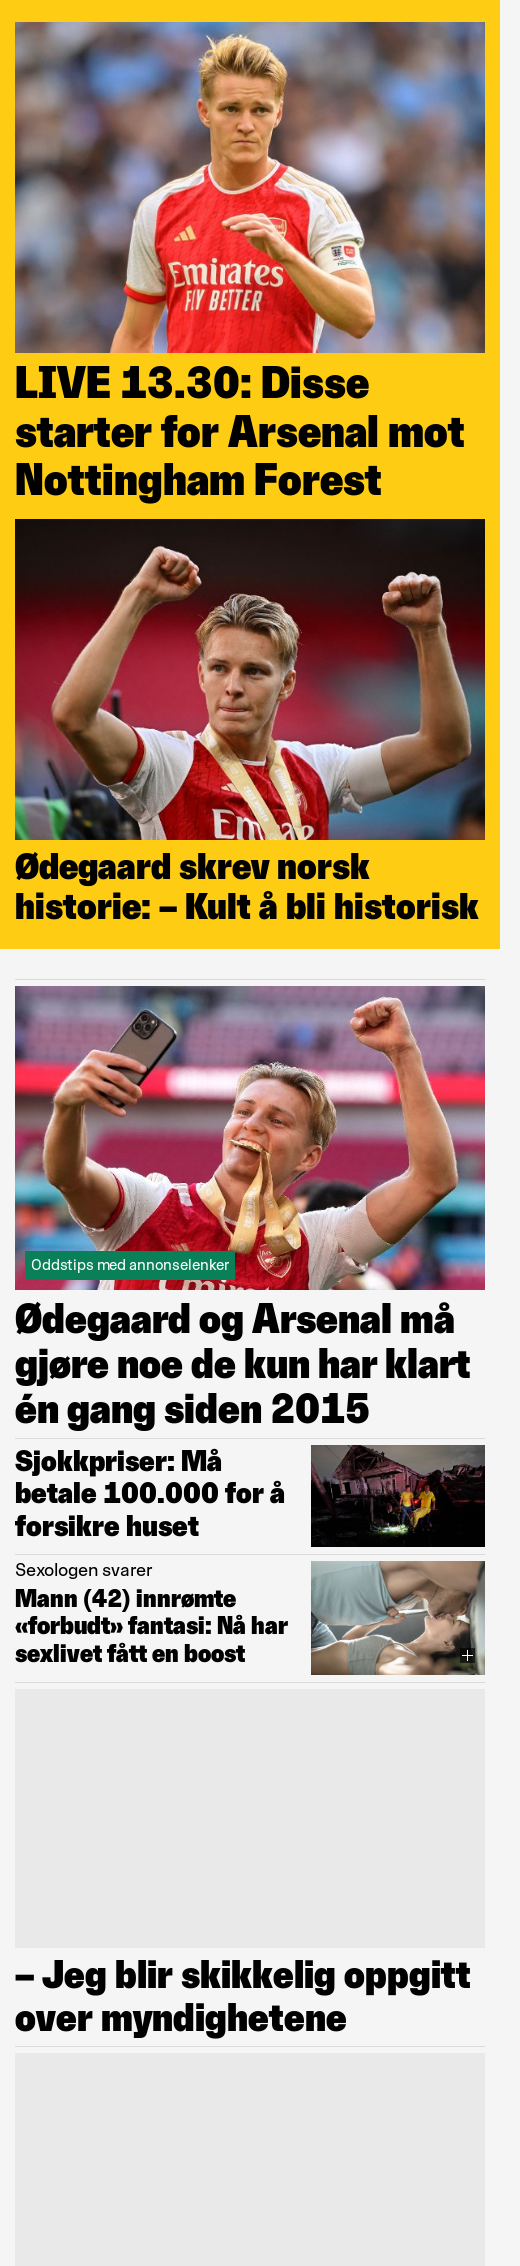 Emirates
FLY BETTER
LIVE 13.30: Disse
starter for Arsenal mot
Nottingham Forest
Ødegaard skrev norsk
historie: – Kult å bli historisk
Oddstips med annonselenker
Ødegaard og Arsenal må
gjøre noe de kun har klart
én gang siden 2015
Sjokkpriser: Må
betale 100.000 for å
forsikre huset
Sexologen svarer
Mann (42) innrømte
«forbudt» fantasi: Nå har
sexlivet fått en boost
– Jeg blir skikkelig oppgitt
over myndighetene